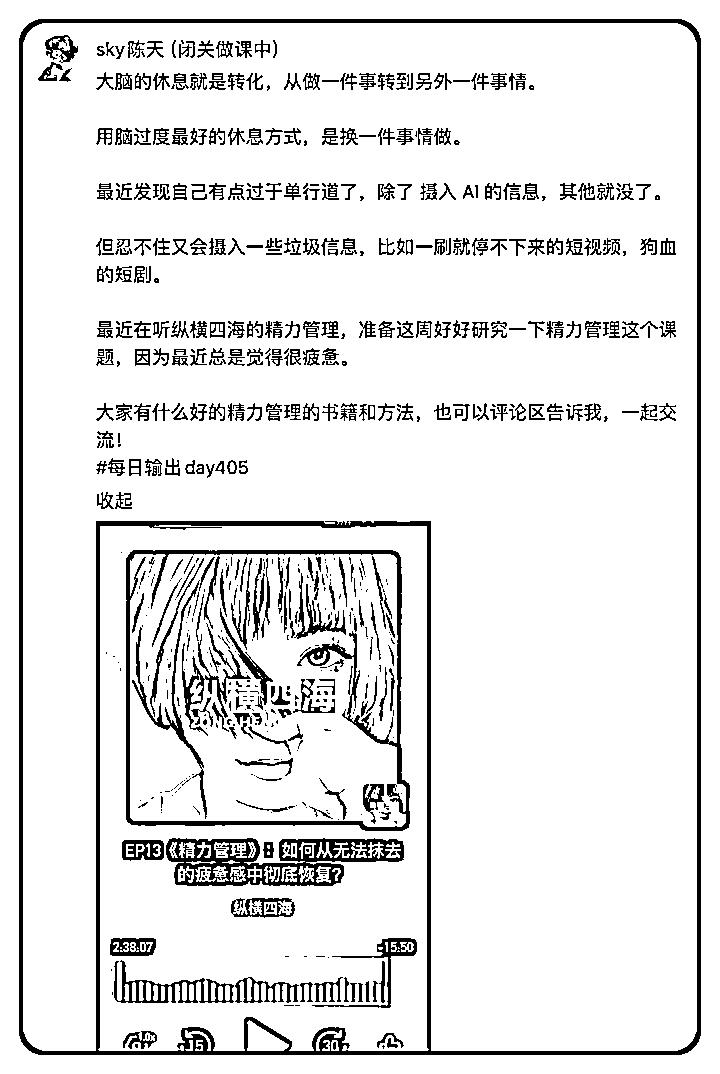 sky陈天（闭关做课中）
大脑的休息就是转化，从做一件事转到另外一件事情。
用脑过度最好的休息方式，是换一件事情做。
最近发现自己有点过于单行道了，除了 摄入 AI 的信息，其他就没了。
但忍不住又会摄入一些垃圾信息，比如一刷就停不下来的短视频，狗血
的短剧。
最近在听纵横四海的精力管理，准备这周好好研究一下精力管理这个课
题，因为最近总是觉得很疲惫。
大家有什么好的精力管理的书籍和方法，也可以评论区告诉我，一起交
流！
#每日输出day405
收起
纵横四海
EP13《精力管理》：如何从无法抹去
的疲惫感中彻底恢复？
纵横四海
2:38:07
-15:50
1.0x
15
30